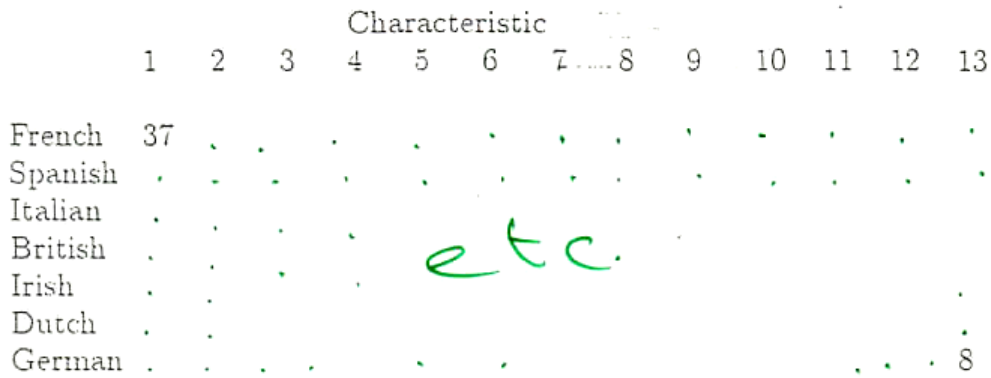 Characteristic
1 2 3 4 5 6 7 8 9 10 11 12 13
French 37
Spanish
Italian
British etc.
Irish
Dutch
German 8